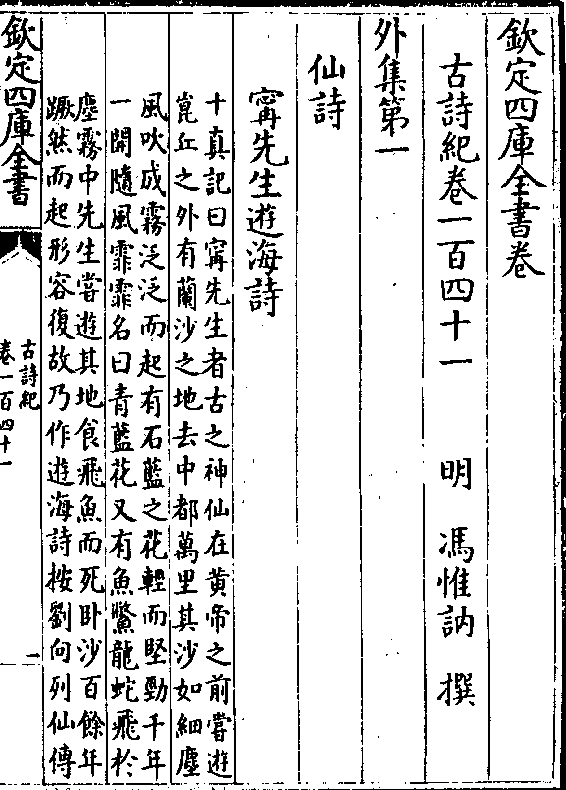 欽定四庫全書卷
古詩紀卷一百四十一　明　馮惟訥　撰
外集第一
仙詩
寗先生遊海詩
十真記曰寗先生者古之神仙在黄帝之前嘗遊
崑丘之外有蘭沙之地去中都萬里其沙如細塵
風吹成霧泛泛而起有石藍之花輕而堅勁千年
一開隨風霏霏名曰青藍花又有魚鱉龍蛇飛於
塵霧中先生嘗遊其地食飛魚而死卧沙百餘年
蹶然而起形容復故乃作遊海詩按劉向列仙傳
欽定四庫全書
古詩紀
卷一百四十一
一